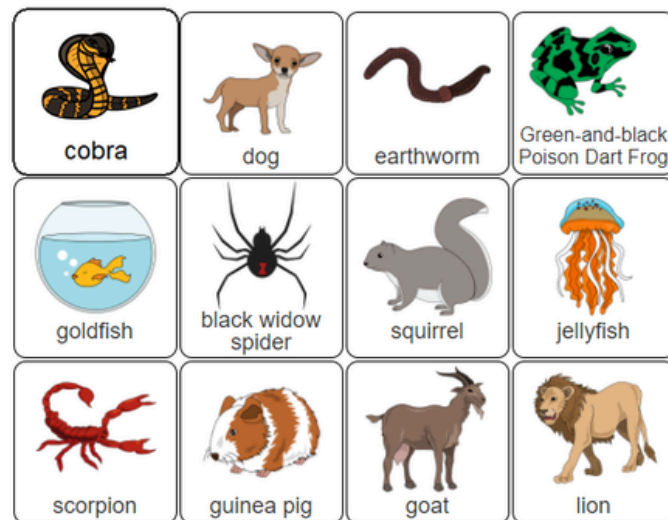 cobra
dog
earthworm
Green-and-black
Poison Dart Frog
goldfish
black widow
spider
squirrel
jellyfish
scorpion
guinea pig
goat
lion